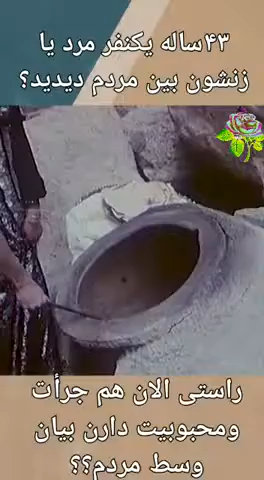 ۴۳ساله یکنفر مرد یا
زنشون بین مردم دیدید؟
راستی الان هم جرأت
ومحبوبیت دارن بیان
وسط مردم؟؟